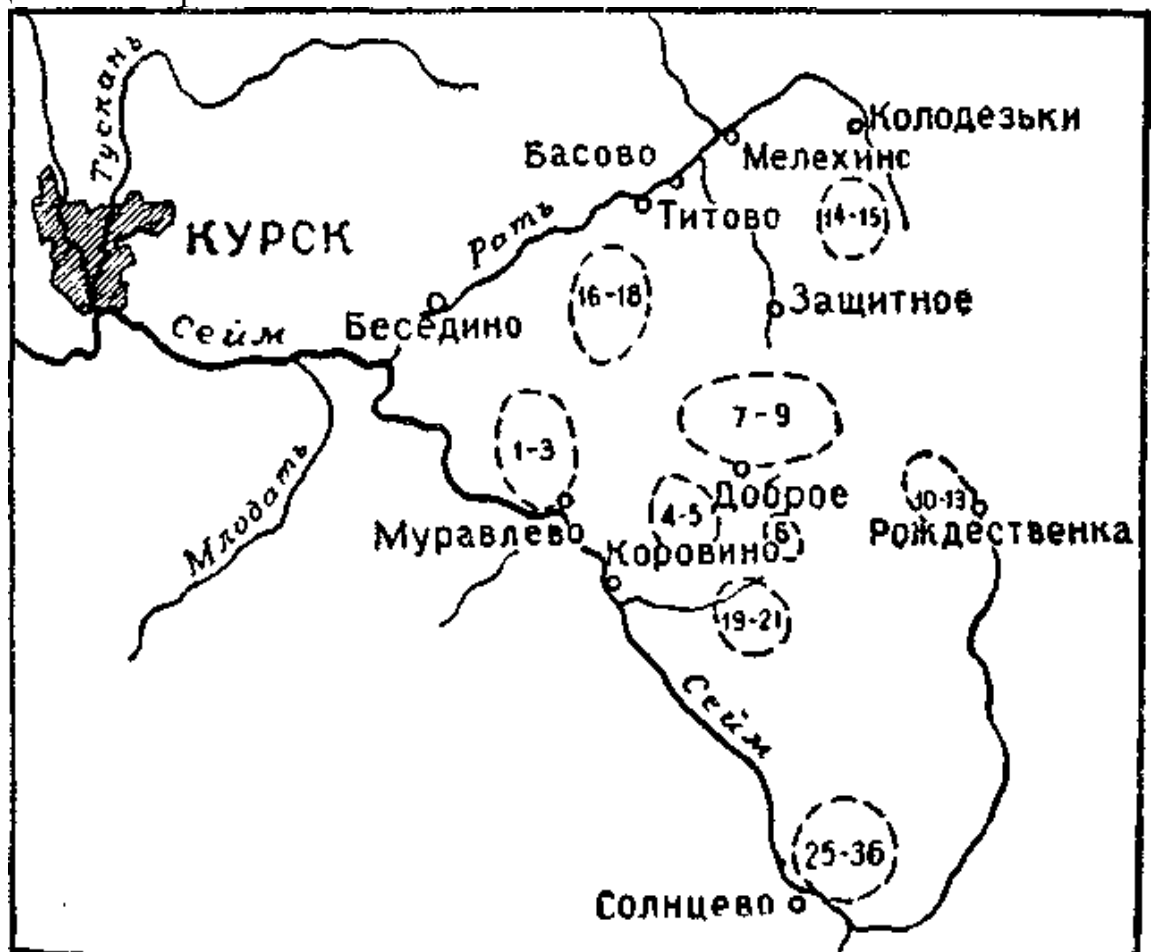 Тускань
Колодезьки
Басово
Мелехинс
14-15
Рать
Титово
КУРСК
16-18
Защитное
Сейм
Беседино
7-9
1-3
Доброе
4-5
10-13
6
Муравлево
Коровино
Рождественка
Млодать
19-21
Сейм
25-36
Солнцево